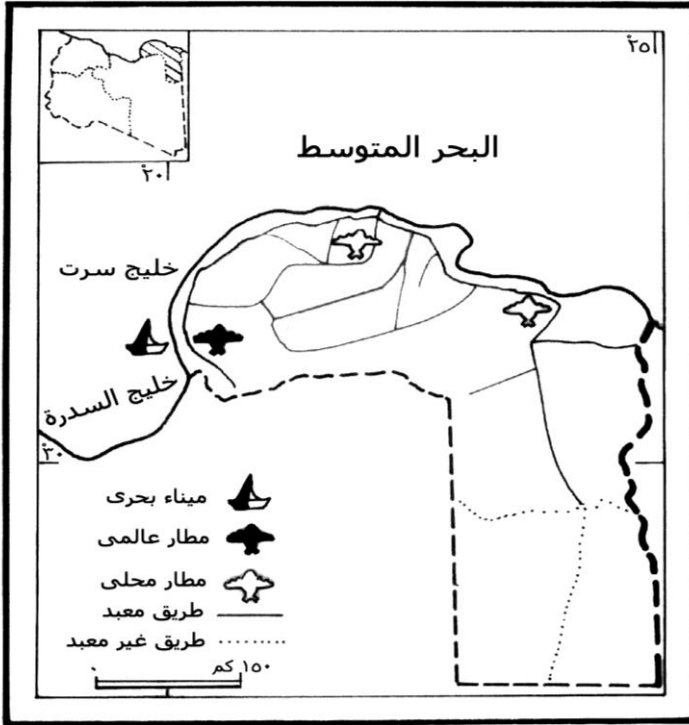 ٢٥°
٢٠°
البحر المتوسط
خليج سرت
خليج السدرة
٣٠°
ميناء بحرى
مطار عالمى
مطار محلى
طريق معبد
طريق غير معبد
٠ ١٥٠ كم